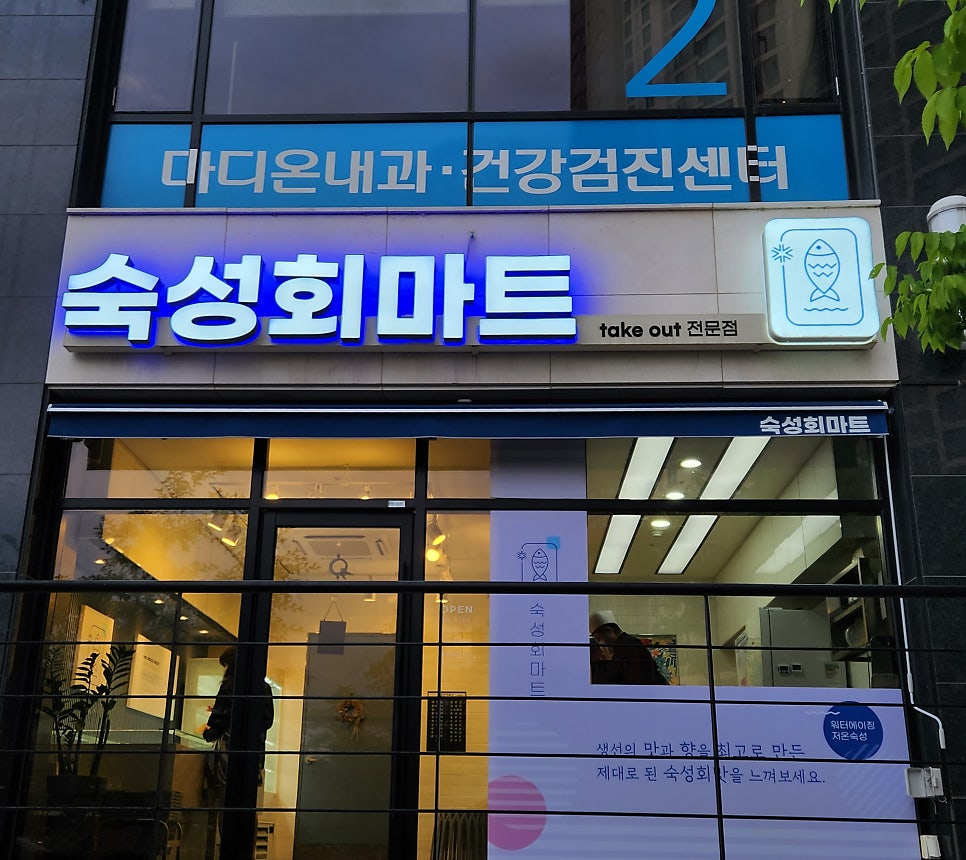 2
마디온내과·건강검진센터
숙성회마트
take out 전문점
숙성회마트
OPEN
숙성회마트
워터에이징
저온숙성
생선의 맛과 향을 최고로 만든
제대로 된 숙성회맛을 느껴보세요.